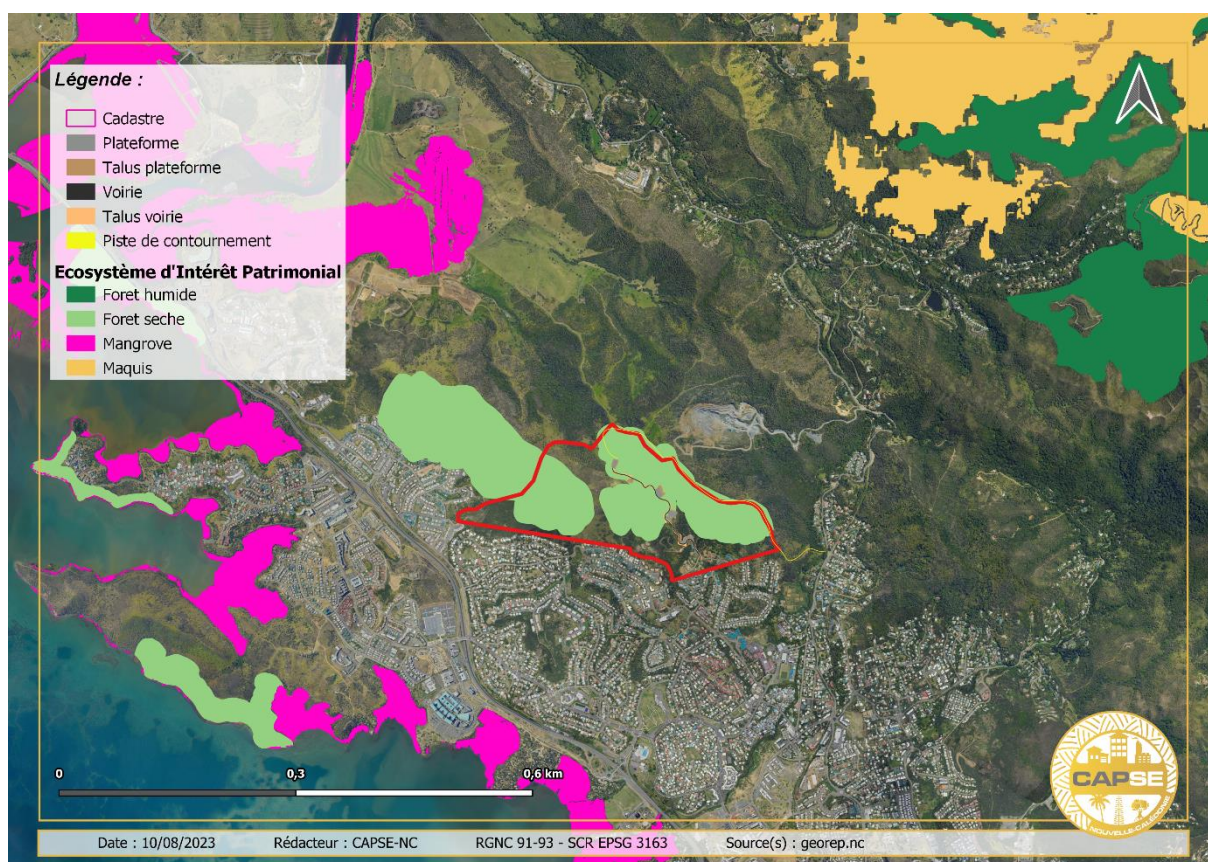 Légende :
Cadastre
Plateforme
Talus plateforme
Voirie
Talus voirie
Piste de contournement
Ecosystème d'Intérêt Patrimonial
Foret humide
Foret seche
Mangrove
Maquis
0
0,3
0,6 km
CAPSE
NOUVELLE-CALÉDONIE
Date : 10/08/2023 Rédacteur : CAPSE-NC RGNC 91-93 - SCR EPSG 3163 Source(s) : georep.nc